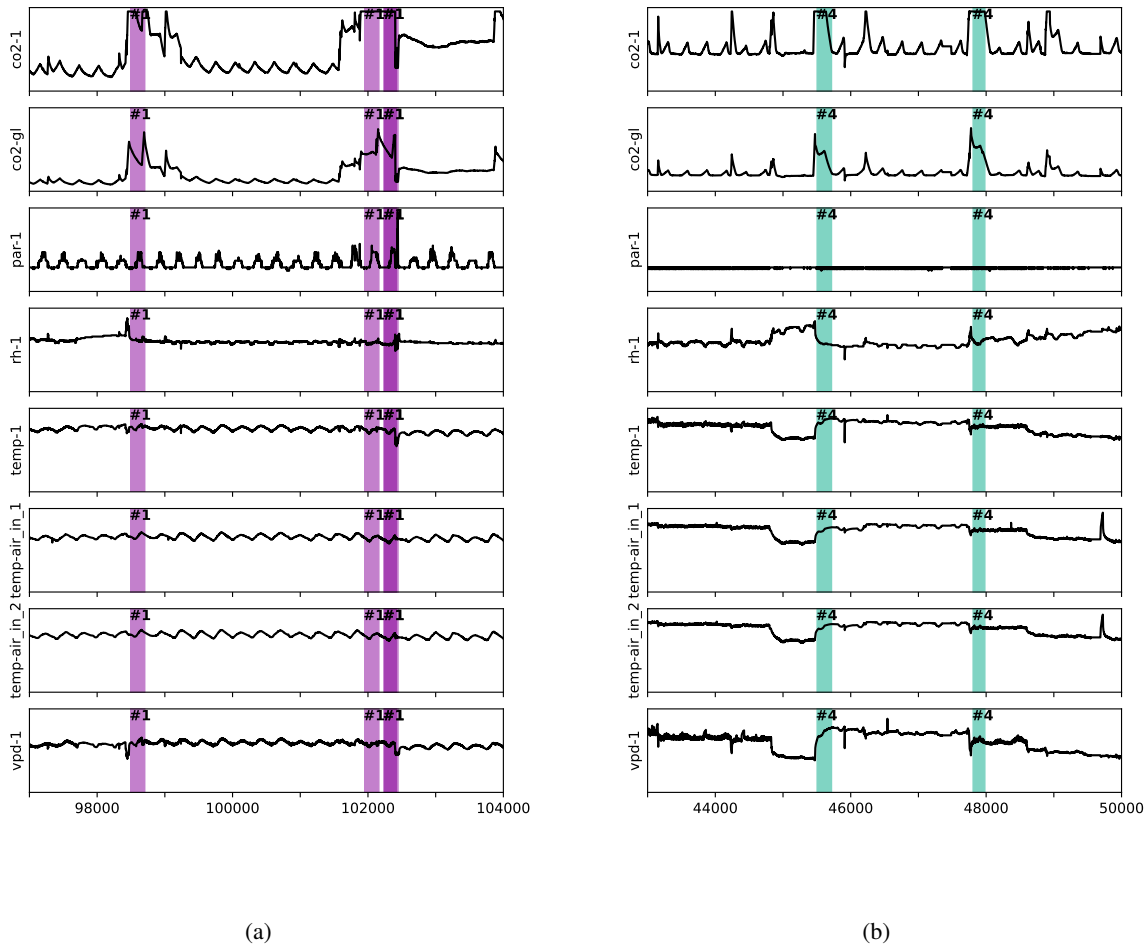 co2-1
#1
#1
#1
co2-gl
#1
#1
#1
par-1
#1
#1
#1
rh-1
#1
#1
#1
temp-1
#1
#1
#1
temp-air_in_1
#1
#1
#1
temp-air_in_2
#1
#1
#1
vpd-1
#1
#1
#1
98000 100000 102000 104000
(a)
co2-1
#4
#4
co2-gl
#4
#4
par-1
#4
#4
rh-1
#4
#4
temp-1
#4
#4
temp-air_in_1
#4
#4
temp-air_in_2
#4
#4
vpd-1
#4
#4
44000 46000 48000 50000
(b)